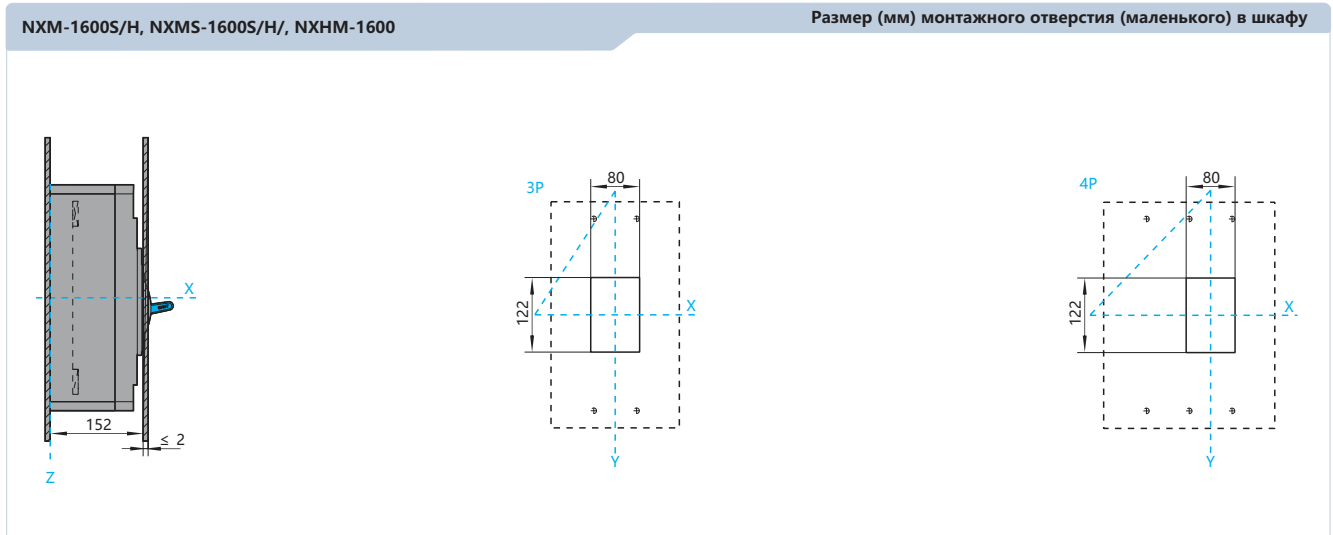 NXM-1600S/H, NXMS-1600S/H/, NXHM-1600
Размер (мм) монтажного отверстия (маленького) в шкафу
X
152
≤ 2
Z
3P
80
122
X
Y
4P
80
122
X
Y